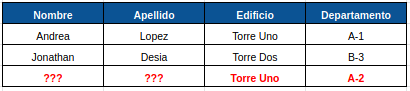 Nombre Apellido Edificio Departamento
Andrea Lopez Torre Uno A-1
Jonathan Desia Torre Dos B-3
??? ??? Torre Uno A-2